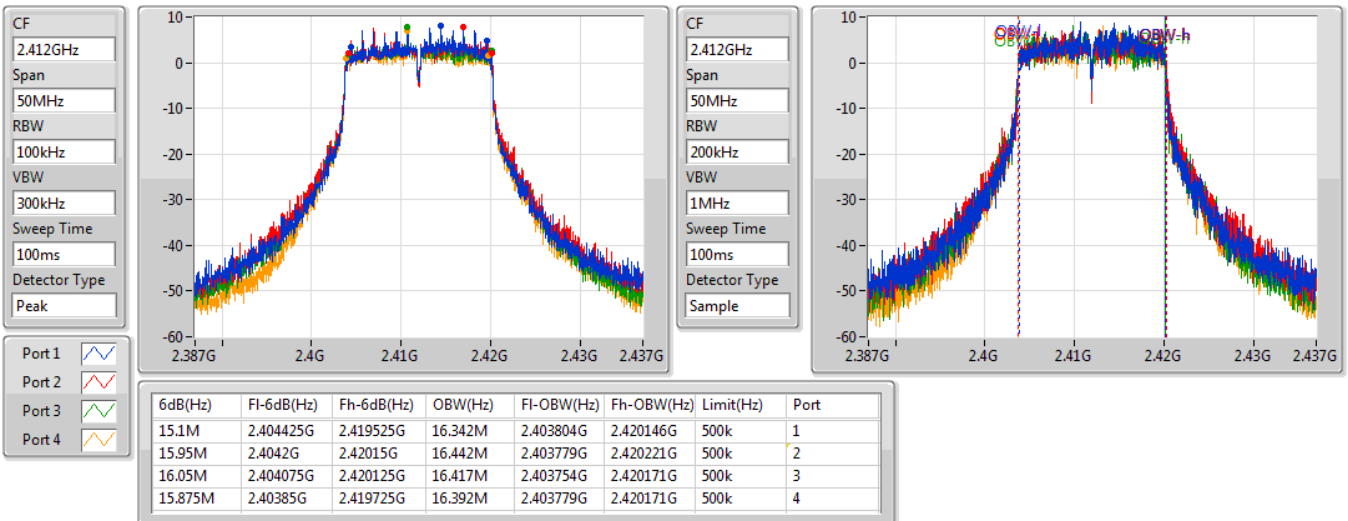 CF
2.412GHz
Span
50MHz
RBW
100kHz
VBW
300kHz
Sweep Time
100ms
Detector Type
Peak
10
0
-10
-20
-30
-40
-50
-60
2.387G 2.4G 2.41G 2.42G 2.43G 2.437G
CF
2.412GHz
Span
50MHz
RBW
200kHz
VBW
1MHz
Sweep Time
100ms
Detector Type
Sample
10
0
-10
-20
-30
-40
-50
-60
OBW-h
2.387G 2.4G 2.41G 2.42G 2.43G 2.437G
Port 1
Port 2
Port 3
Port 4
6dB(Hz) Fl-6dB(Hz) Fh-6dB(Hz) OBW(Hz) Fl-OBW(Hz) Fh-OBW(Hz) Limit(Hz) Port
15.1M 2.404425G 2.419525G 16.342M 2.403804G 2.420146G 500k 1
15.95M 2.4042G 2.42015G 16.442M 2.403779G 2.420221G 500k 2
16.05M 2.404075G 2.420125G 16.417M 2.403754G 2.420171G 500k 3
15.875M 2.40385G 2.419725G 16.392M 2.403779G 2.420171G 500k 4